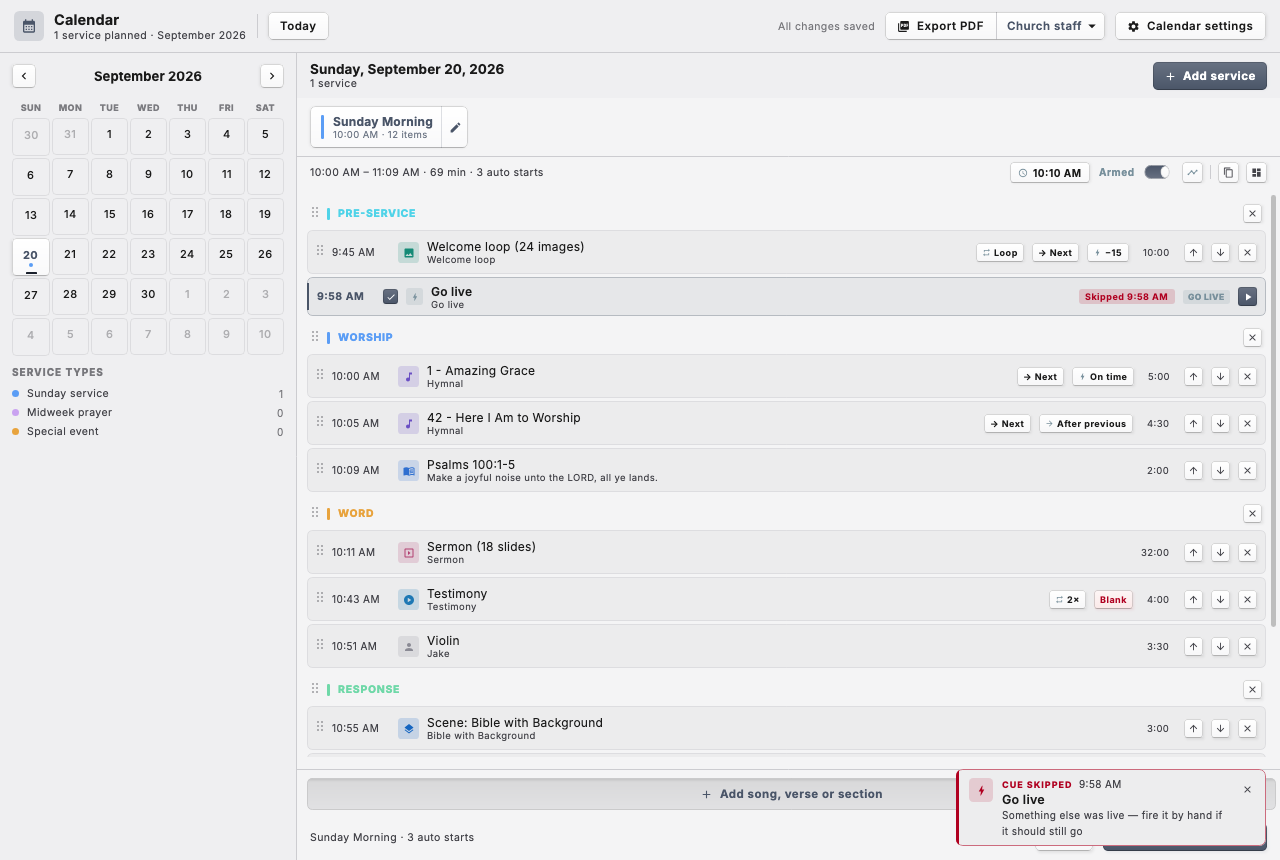 Calendar
1 service planned · September 2026
Today
All changes saved
Export PDF
Church staff
Calendar settings
September 2026
SUN MON TUE WED THU FRI SAT
30 31 1 2 3 4 5
6 7 8 9 10 11 12
13 14 15 16 17 18 19
20 21 22 23 24 25 26
27 28 29 30 1 2 3
4 5 6 7 8 9 10
SERVICE TYPES
Sunday service 1
Midweek prayer 0
Special event 0
Sunday, September 20, 2026
1 service
+ Add service
Sunday Morning
10:00 AM · 12 items
10:00 AM – 11:09 AM · 69 min · 3 auto starts
10:10 AM
Armed
PRE-SERVICE
9:45 AM
Welcome loop (24 images)
Welcome loop
Loop
→ Next
−15
10:00
9:58 AM
Go live
Go live
Skipped 9:58 AM
GO LIVE
WORSHIP
10:00 AM
1 - Amazing Grace
Hymnal
→ Next
On time
5:00
10:05 AM
42 - Here I Am to Worship
Hymnal
→ Next
→ After previous
4:30
10:09 AM
Psalms 100:1-5
Make a joyful noise unto the LORD, all ye lands.
2:00
WORD
10:11 AM
Sermon (18 slides)
Sermon
32:00
10:43 AM
Testimony
Testimony
2×
Blank
4:00
10:51 AM
Violin
Jake
3:30
RESPONSE
10:55 AM
Scene: Bible with Background
Bible with Background
3:00
+ Add song, verse or section
Sunday Morning · 3 auto starts
CUE SKIPPED 9:58 AM
Go live
Something else was live — fire it by hand if
it should still go